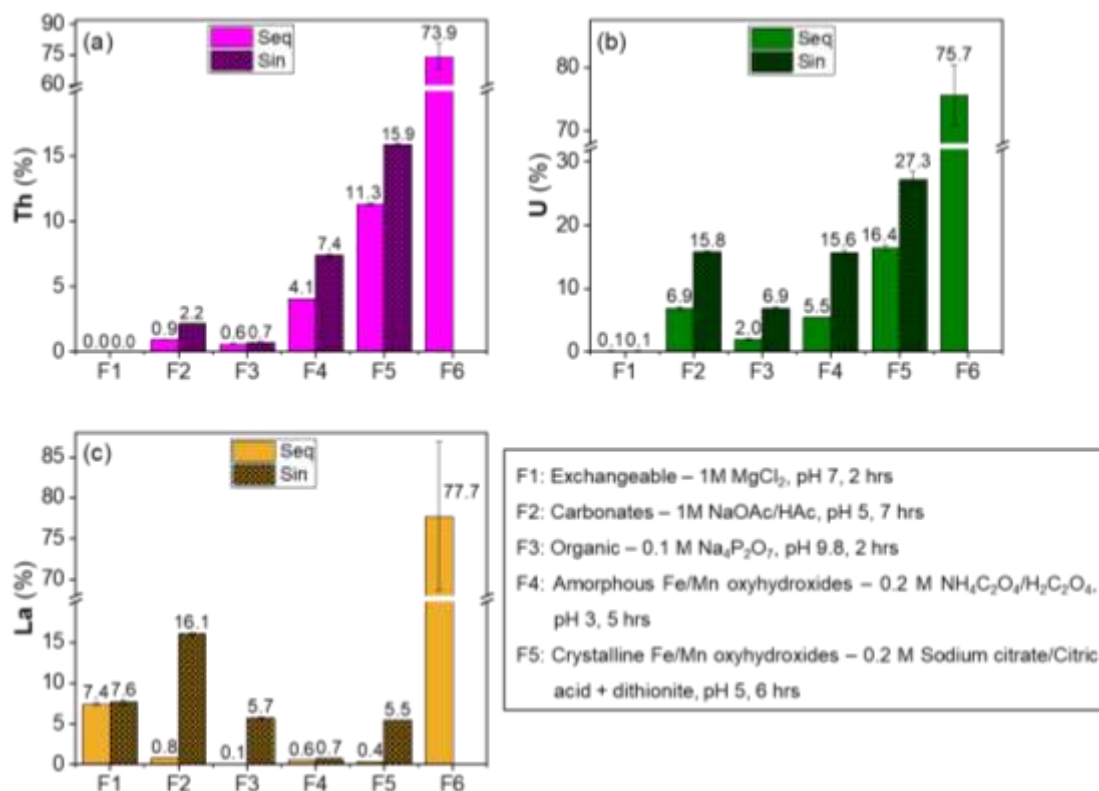 (a)
Seq
Sin
Th (%)
90
75
60
15
10
5
0
0.0 0.0
0.9 2.2
0.6 0.7
4.1 7.4
11.3 15.9
73.9
F1 F2 F3 F4 F5 F6
(b)
Seq
Sin
U (%)
80
70
30
20
10
0
0.1 0.1
6.9 15.8
2.0 6.9
5.5 15.6
16.4 27.3
75.7
F1 F2 F3 F4 F5 F6
(c)
Seq
Sin
La (%)
85
80
75
70
15
10
5
0
7.4 7.6
0.8 16.1
0.1 5.7
0.6 0.7
0.4 5.5
77.7
F1 F2 F3 F4 F5 F6
F1: Exchangeable – 1M MgCl₂, pH 7, 2 hrs
F2: Carbonates – 1M NaOAc/HAc, pH 5, 7 hrs
F3: Organic – 0.1 M Na₄P₂O₇, pH 9.8, 2 hrs
F4: Amorphous Fe/Mn oxyhydroxides – 0.2 M NH₄C₂O₄/H₂C₂O₄,
pH 3, 5 hrs
F5: Crystalline Fe/Mn oxyhydroxides – 0.2 M Sodium citrate/Citric
acid + dithionite, pH 5, 6 hrs